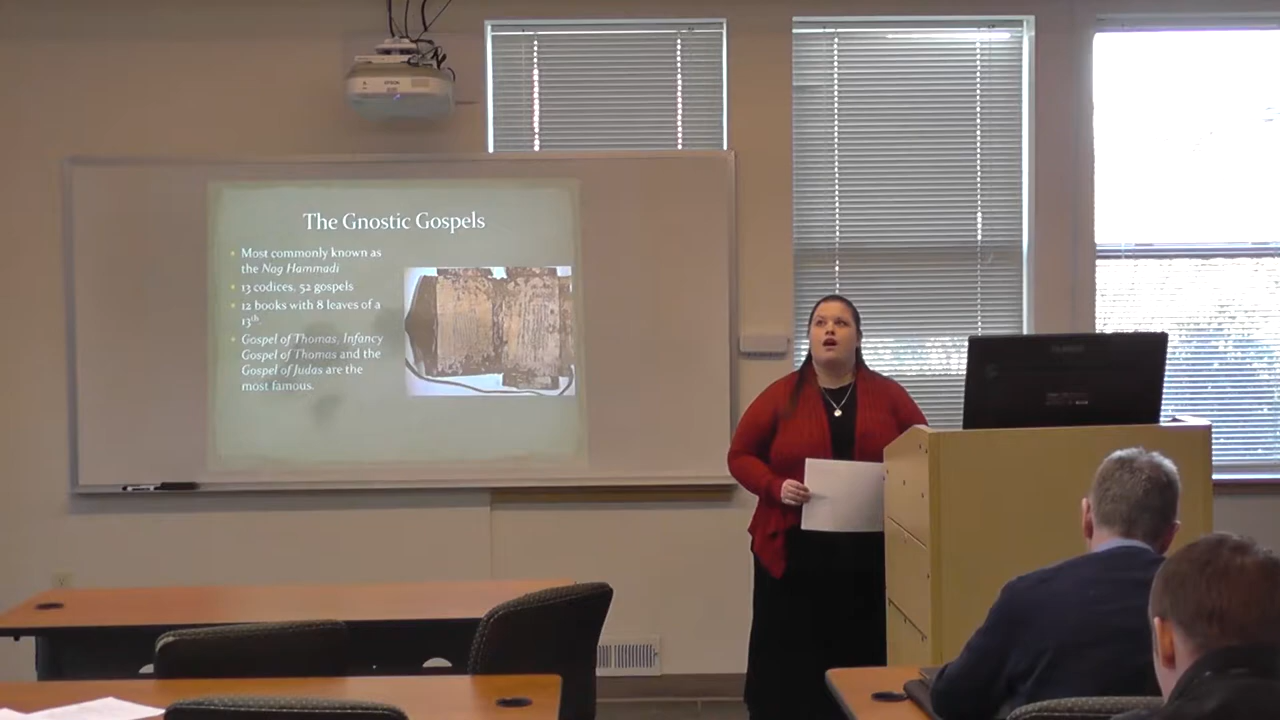 EPSON
The Gnostic Gospels
Most commonly known as
the Nag Hammadi
13 codices, 52 gospels
12 books with 8 leaves of a
13th.
Gospel of Thomas, Infancy
Gospel of Thomas and the
Gospel of Judas are the
most famous.